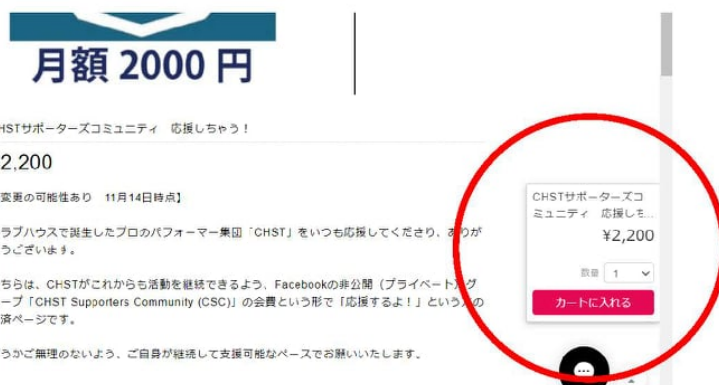 月額 2000 円
HSTサポーターズコミュニティ 応援しちゃう!
2,200
変更の可能性あり 11月14日時点】
ラブハウスで誕生したプロのパフォーマー集団「CHST」をいつも応援してくださり、ありが
うございます。
ちらは、CHSTがこれからも活動を継続できるよう、Facebookの非公開(プライベート)グ
ープ「CHST Supporters Community (CSC)」の会費という形で「応援するよ!」という方の
済ページです。
うかご無理のないよう、ご自身が継続して支援可能なペースでお願いいたします。
CHSTサポーターズコ
ミュニティ 応援しち...
¥2,200
数量 1
カートに入れる